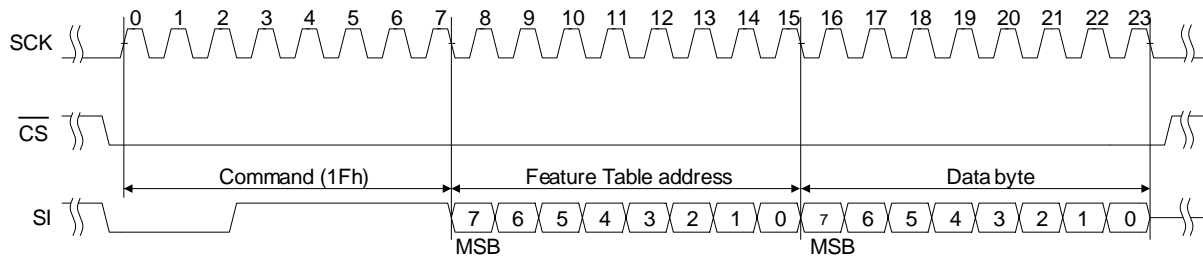 0 1 2 3 4 5 6 7 8 9 10 11 12 13 14 15 16 17 18 19 20 21 22 23
SCK
CS
Command (1Fh) Feature Table address Data byte
SI 7 6 5 4 3 2 1 0 7 6 5 4 3 2 1 0
MSB MSB